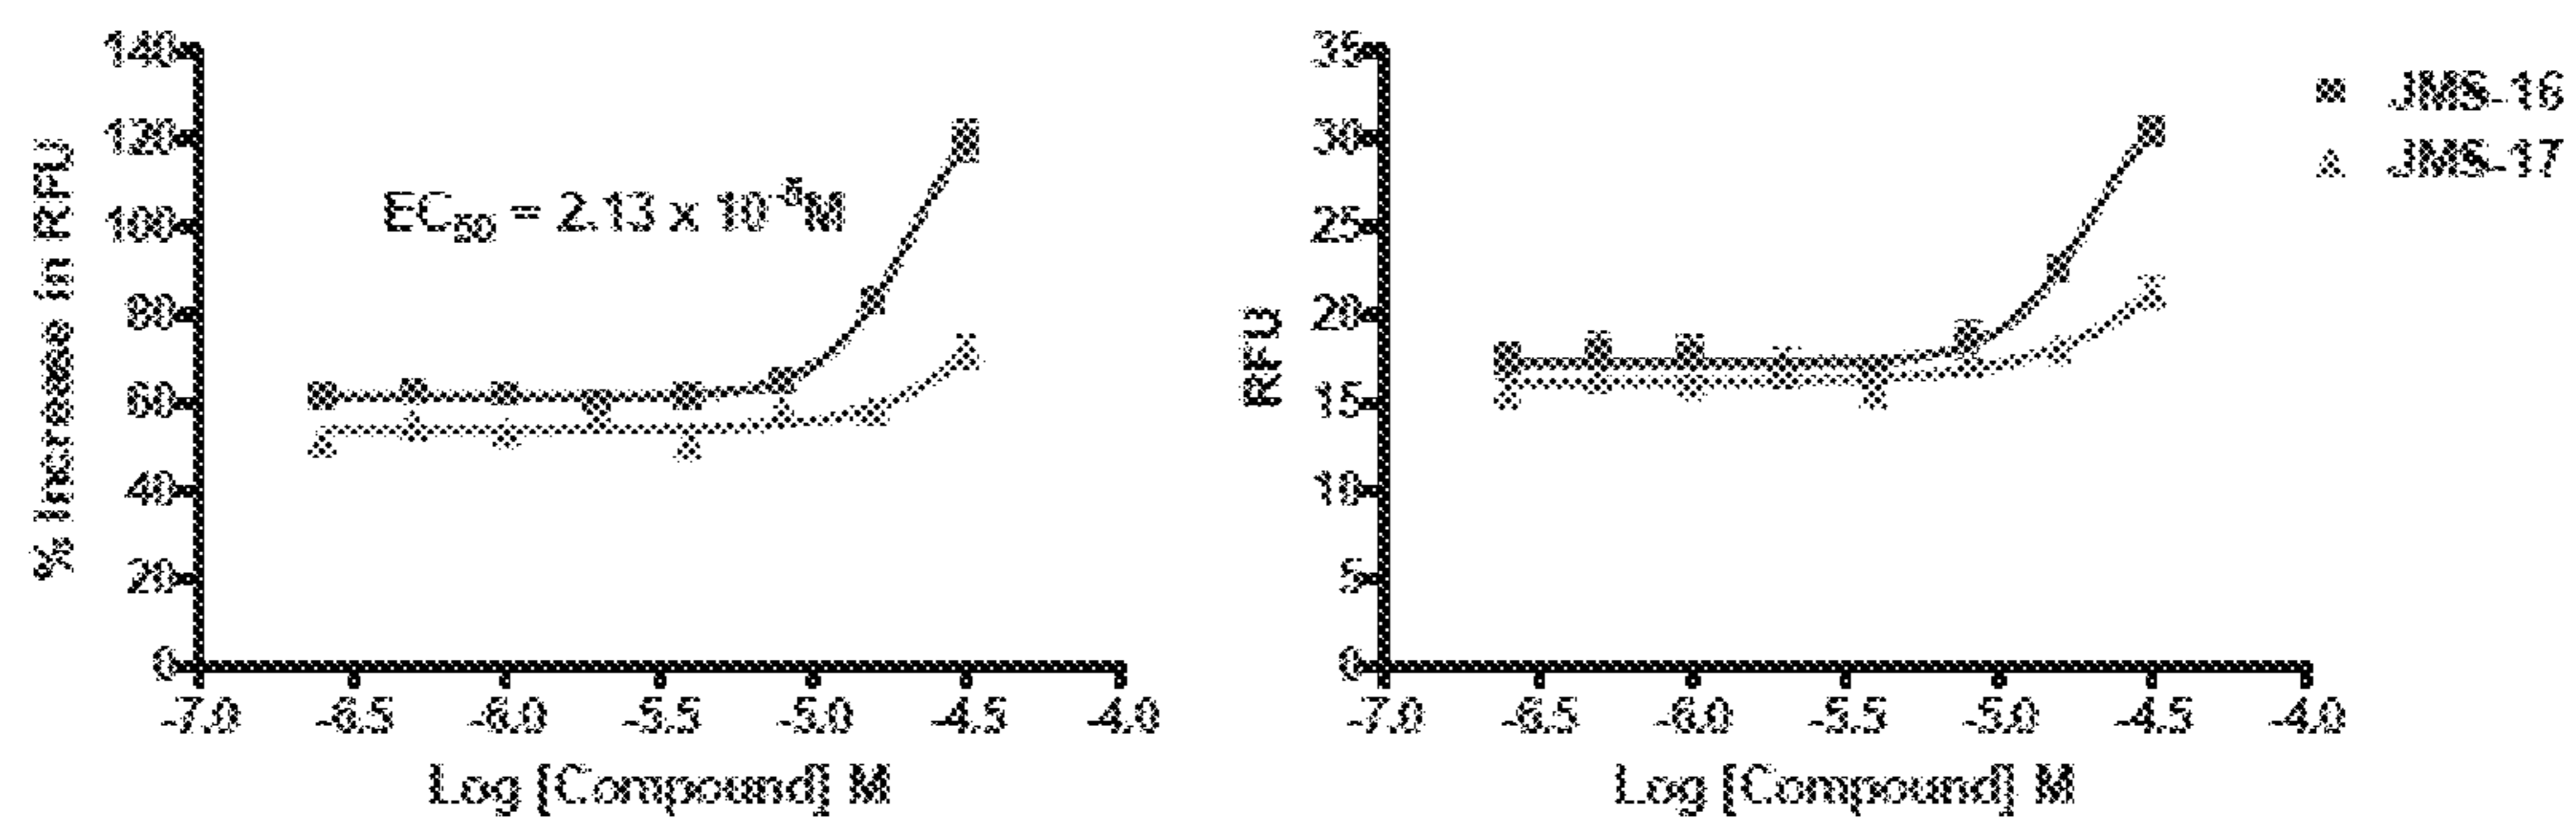 % Increase in RFU
140
120
100
80
60
40
20
0
EC50 = 2.13 x 10-5M
-7.0 -6.5 -6.0 -5.5 -5.0 -4.5 -4.0
Log [Compound] M
RFU
35
30
25
20
15
10
5
0
-7.0 -6.5 -6.0 -5.5 -5.0 -4.5 -4.0
Log [Compound] M
JMS-16
JMS-17